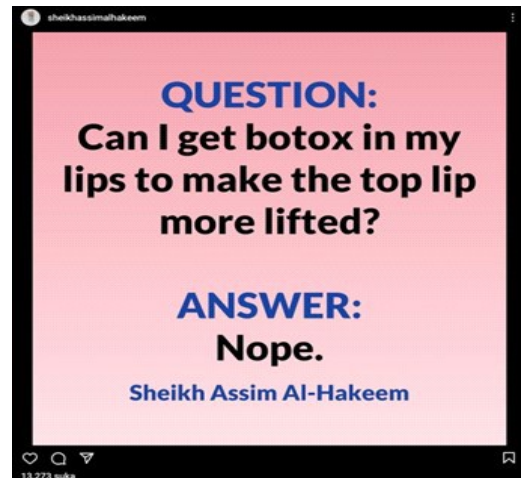 sheikhassimalhakeem
QUESTION:
Can I get botox in my
lips to make the top lip
more lifted?
ANSWER:
Nope.
Sheikh Assim Al-Hakeem
13.273 suka